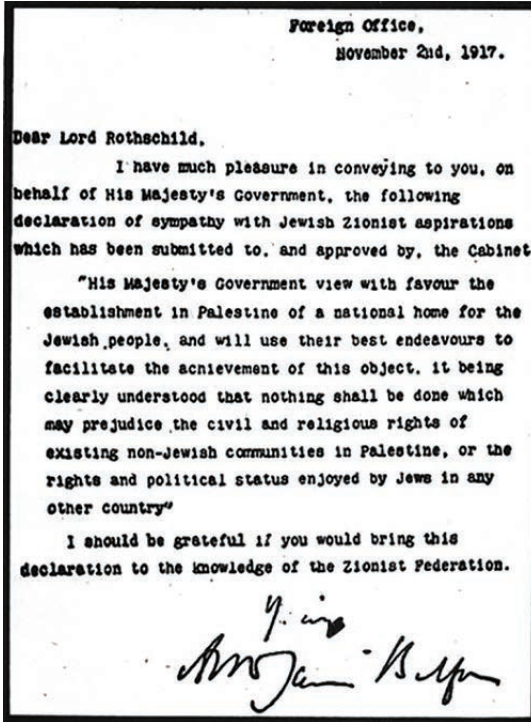 Foreign Office,
November 2nd, 1917.
Dear Lord Rothschild,
I have much pleasure in conveying to you, on
behalf of His Majesty's Government, the following
declaration of sympathy with Jewish Zionist aspirations
which has been submitted to, and approved by, the Cabinet
"His Majesty's Government view with favour the
establishment in Palestine of a national home for the
Jewish people, and will use their best endeavours to
facilitate the achievement of this object, it being
clearly understood that nothing shall be done which
may prejudice the civil and religious rights of
existing non-Jewish communities in Palestine, or the
rights and political status enjoyed by Jews in any
other country"
I should be grateful if you would bring this
declaration to the knowledge of the Zionist Federation.